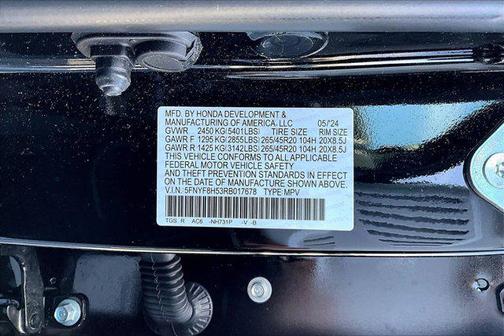 MFD. BY HONDA DEVELOPMENT &
MANUFACTURING OF AMERICA, LLC 05/'24
GVWR 2450 KG(5401LBS) TIRE SIZE RIM SIZE
GAWR F 1295 KG(2855LBS) 265/45R20 104H 20X8.5J
GAWR R 1425 KG(3142LBS) 265/45R20 104H 20X8.5J
THIS VEHICLE CONFORMS TO ALL APPLICABLE
FEDERAL MOTOR VEHICLE SAFETY
AND THEFT PREVENTION STANDARDS
IN EFFECT ON THE DATE OF
MANUFACTURE SHOWN ABOVE.
V.I.N.: 5FNYF8H53RB017678 TYPE: MPV
TGS R AC6 -NH731P -V -B